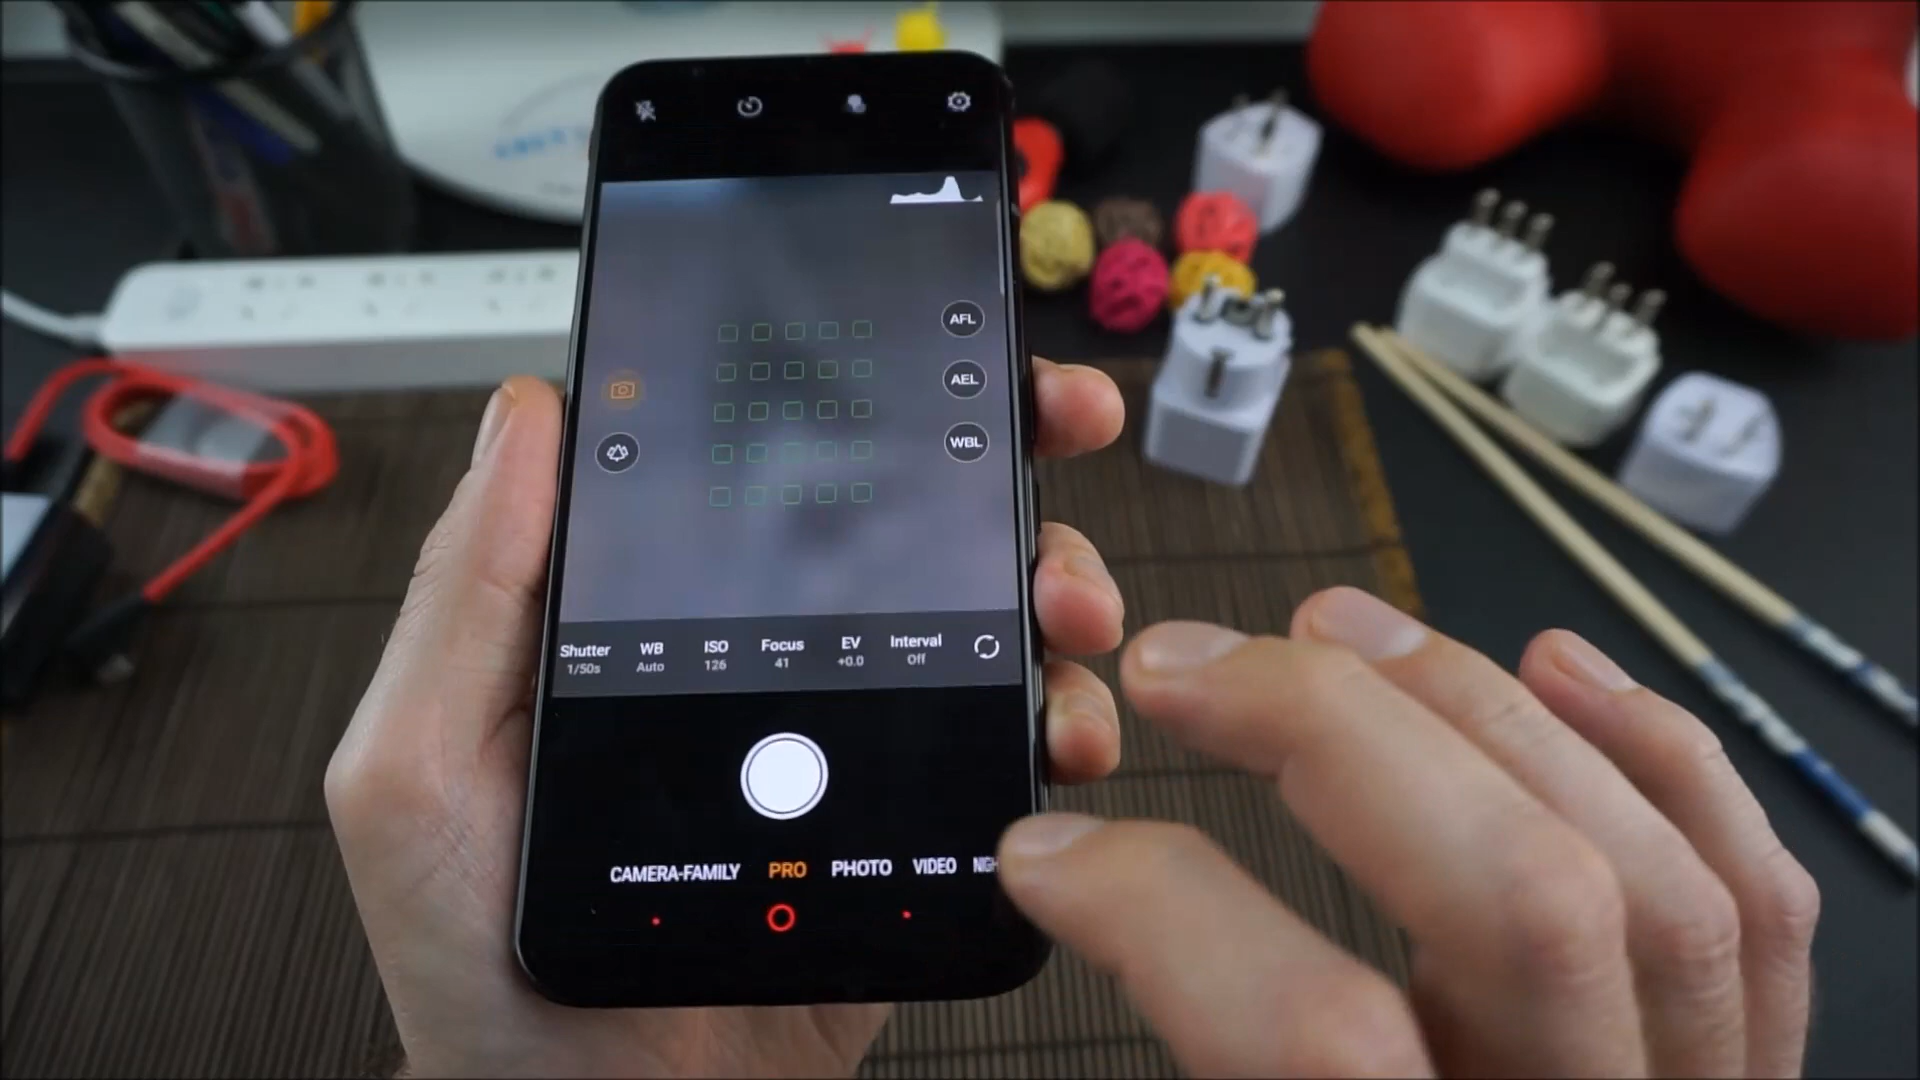 AFL
AEL
WBL
Shutter WB ISO Focus EV Interval
1/50s Auto 126 41 +0.0 Off
CAMERA-FAMILY PRO PHOTO VIDEO